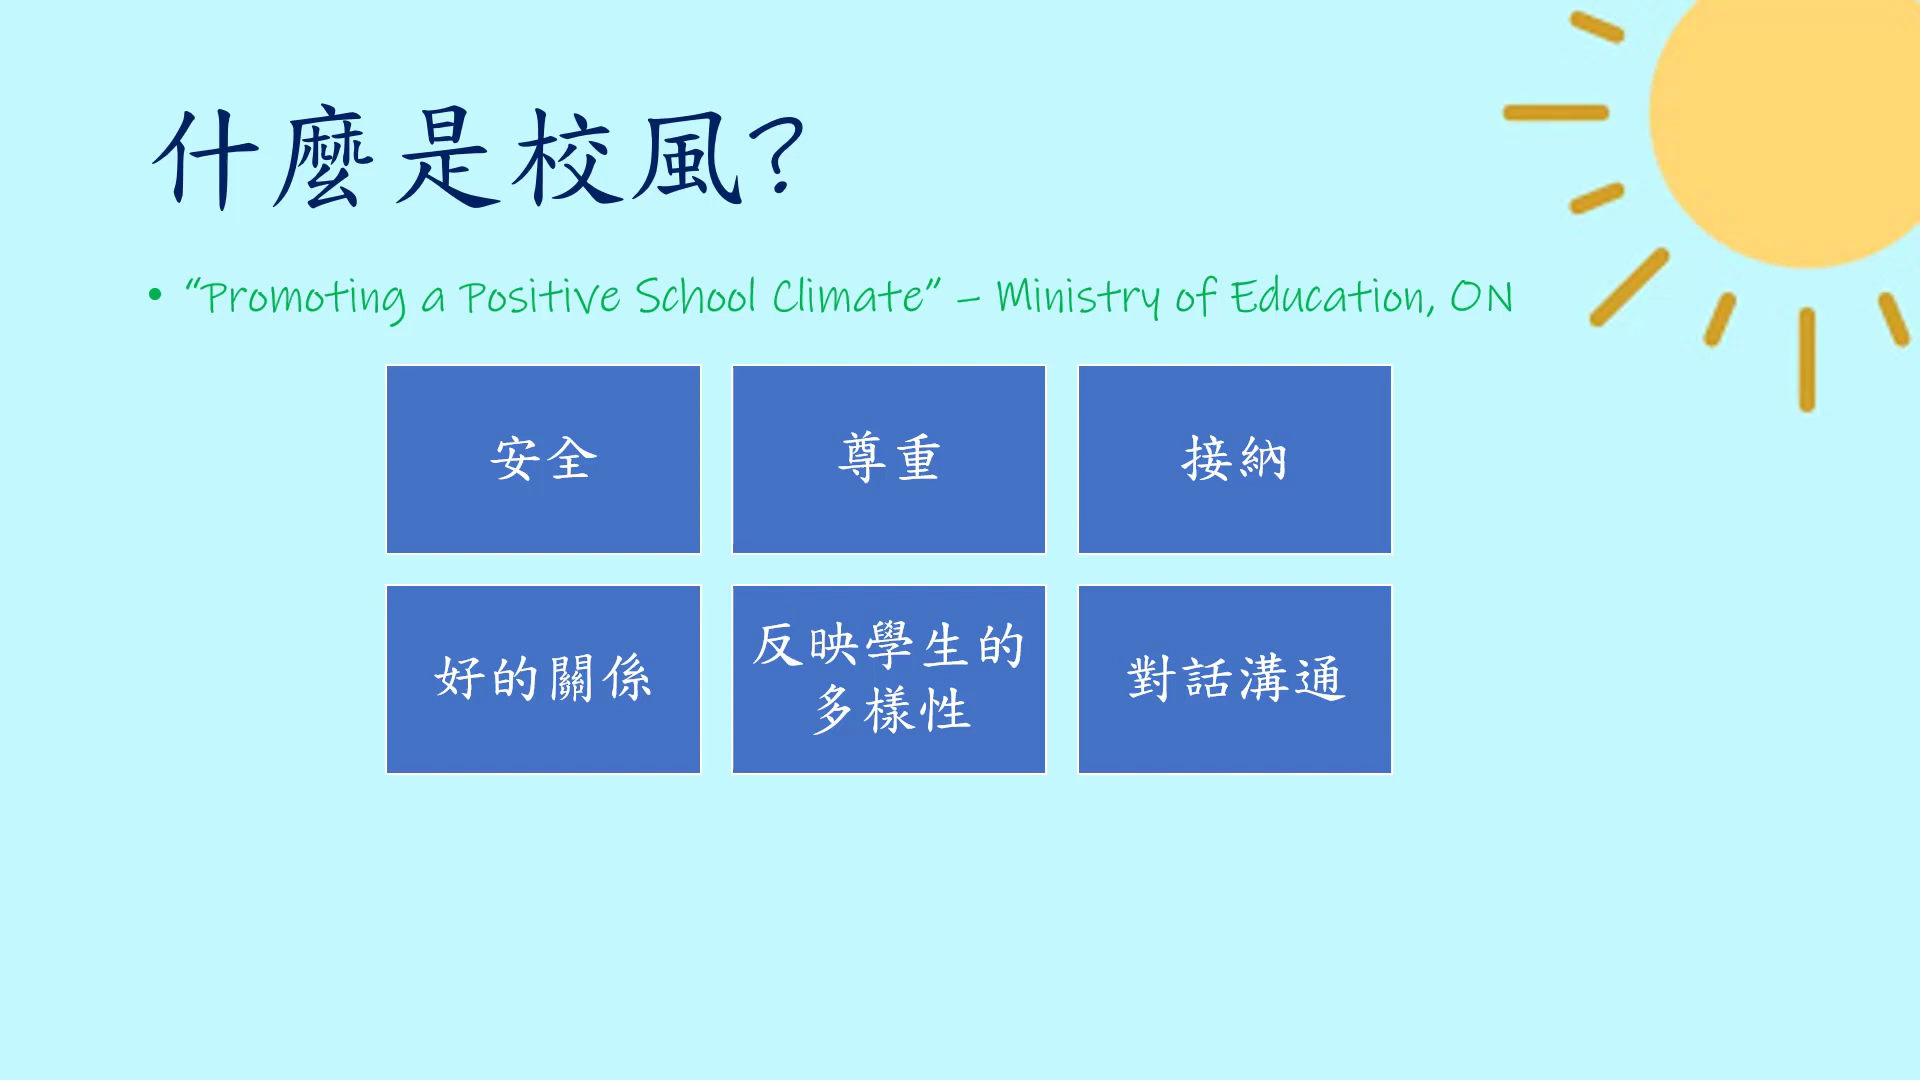 什麼是校風?
• “Promoting a Positive School Climate” – Ministry of Education, ON
安全
尊重
接納
好的關係
反映學生的
多樣性
對話溝通